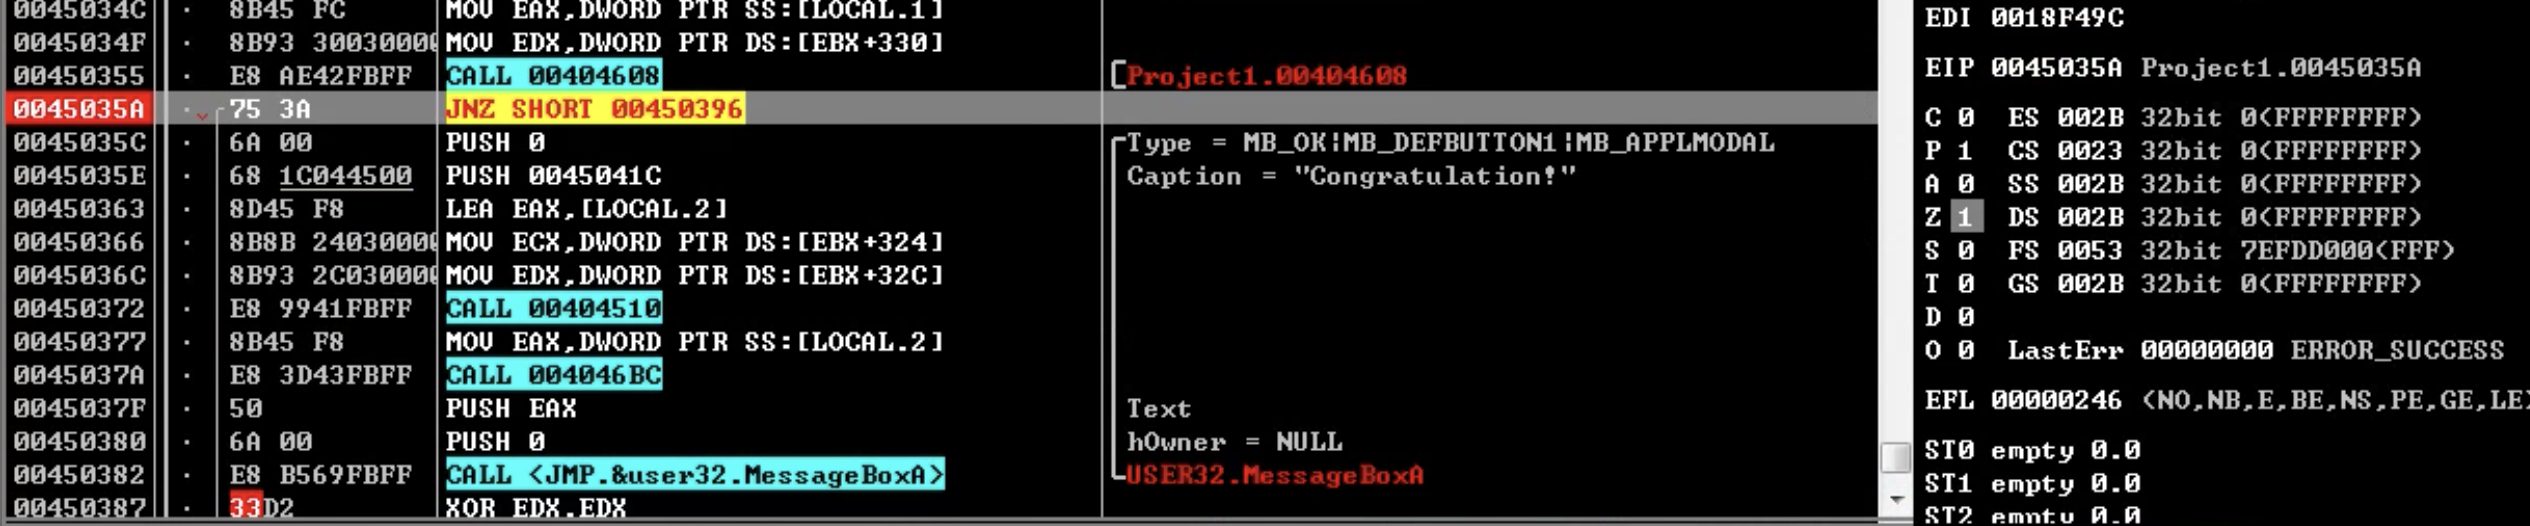 0045034C · 8B45 FC MOV EAX,DWORD PTR SS:[LOCAL.1]
0045034F · 8B93 30030000 MOV EDX,DWORD PTR DS:[EBX+330]
00450355 · E8 AE42FBFF CALL 00404608 Project1.00404608
0045035A · 75 3A JNZ SHORT 00450396
0045035C · 6A 00 PUSH 0 Type = MB_OK|MB_DEFBUTTON1|MB_APPLMODAL
0045035E · 68 1C044500 PUSH 0045041C Caption = "Congratulation!"
00450363 · 8D45 F8 LEA EAX,[LOCAL.2]
00450366 · 8B8B 24030000 MOV ECX,DWORD PTR DS:[EBX+324]
0045036C · 8B93 2C030000 MOV EDX,DWORD PTR DS:[EBX+32C]
00450372 · E8 9941FBFF CALL 00404510
00450377 · 8B45 F8 MOV EAX,DWORD PTR SS:[LOCAL.2]
0045037A · E8 3D43FBFF CALL 004046BC
0045037F · 50 PUSH EAX Text
00450380 · 6A 00 PUSH 0 hOwner = NULL
00450382 · E8 B569FBFF CALL <JMP.&user32.MessageBoxA> USER32.MessageBoxA
00450387 · 33D2 XOR EDX,EDX
EDI 0018F49C
EIP 0045035A Project1.0045035A
C 0 ES 002B 32bit 0(FFFFFFFF)
P 1 CS 0023 32bit 0(FFFFFFFF)
A 0 SS 002B 32bit 0(FFFFFFFF)
Z 1 DS 002B 32bit 0(FFFFFFFF)
S 0 FS 0053 32bit 7EFDD000(FFF)
T 0 GS 002B 32bit 0(FFFFFFFF)
D 0
O 0 LastErr 00000000 ERROR_SUCCESS
EFL 00000246 (NO,NB,E,BE,NS,PE,GE,LE)
ST0 empty 0.0
ST1 empty 0.0
ST2 empty 0.0